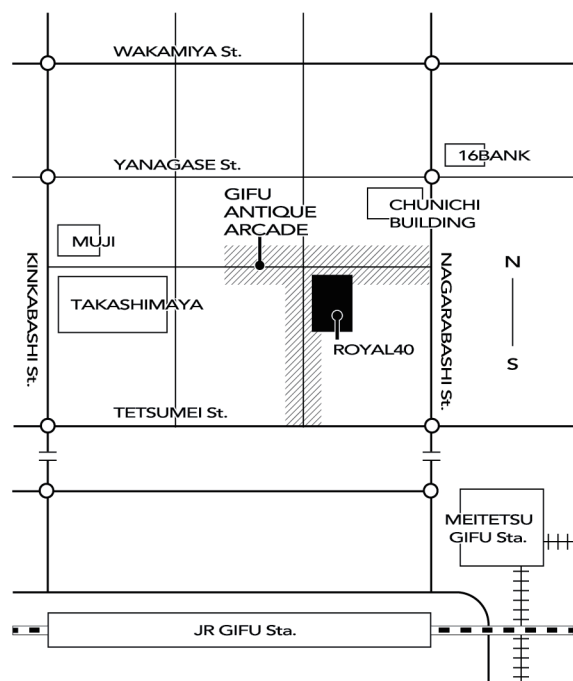 WAKAMIYA St.
16BANK
YANAGASE St.
GIFU
ANTIQUE
ARCADE
CHUNICHI
BUILDING
MUJI
KINKABASHI St.
NAGARABASHI St.
N
TAKASHIMAYA
ROYAL40
S
TETSUMEI St.
MEITETSU
GIFU Sta.
JR GIFU Sta.